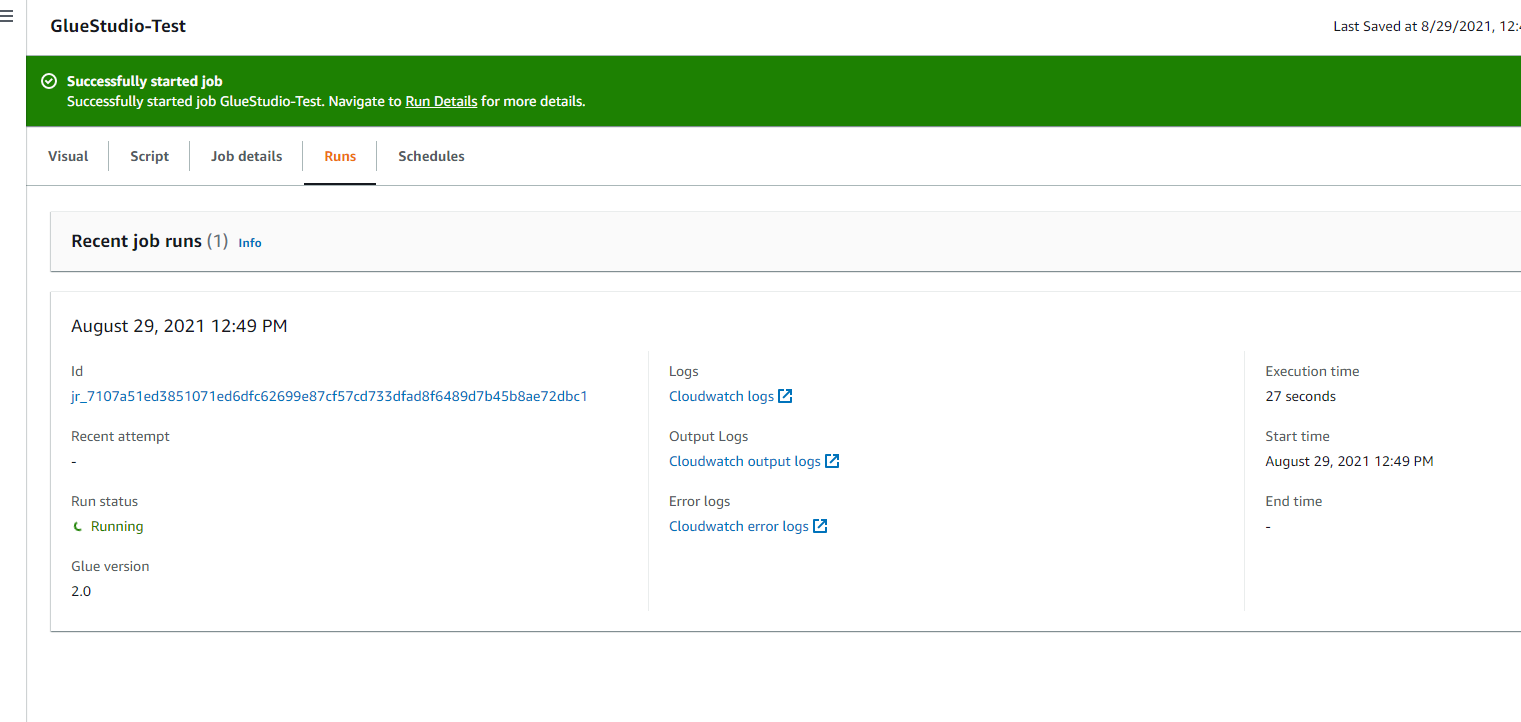 GlueStudio-Test
Last Saved at 8/29/2021, 12:4
Successfully started job
Successfully started job GlueStudio-Test. Navigate to Run Details for more details.
Visual
Script
Job details
Runs
Schedules
Recent job runs (1) Info
August 29, 2021 12:49 PM
Id
jr_7107a51ed3851071ed6dfc62699e87cf57cd733dfad8f6489d7b45b8ae72dbc1
Recent attempt
-
Run status
Running
Glue version
2.0
Logs
Cloudwatch logs
Output Logs
Cloudwatch output logs
Error logs
Cloudwatch error logs
Execution time
27 seconds
Start time
August 29, 2021 12:49 PM
End time
-